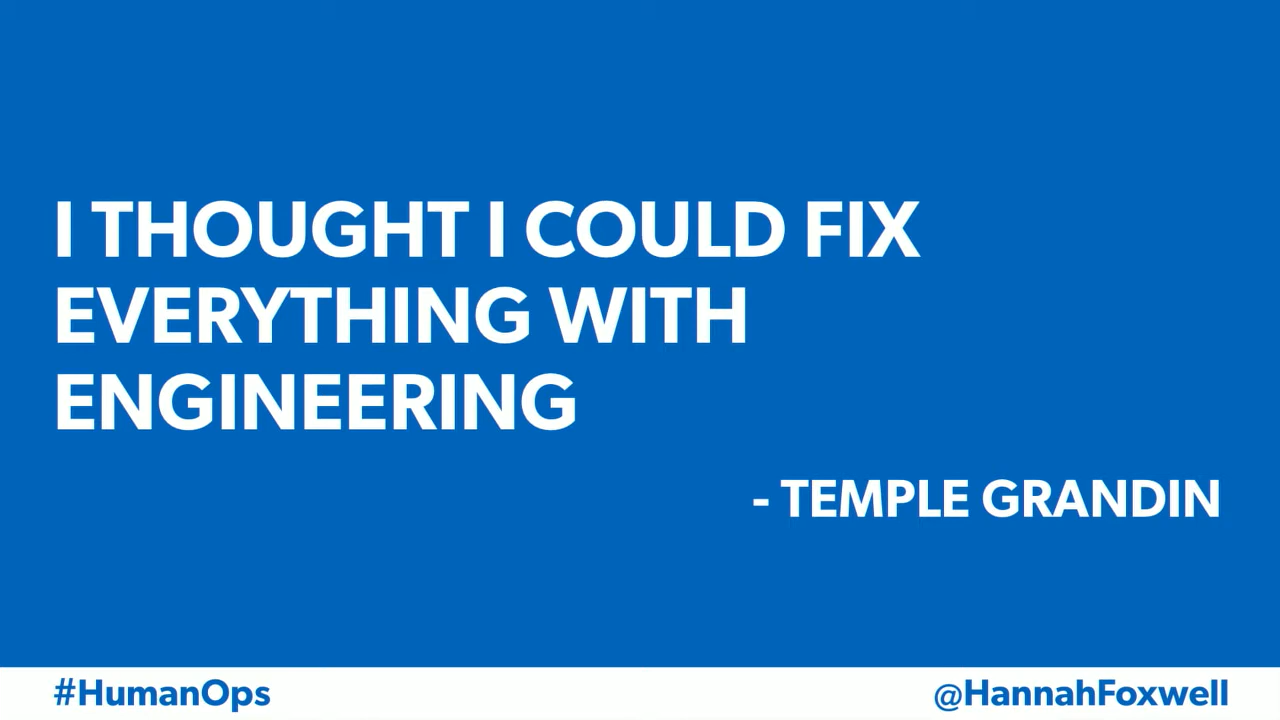 I THOUGHT I COULD FIX
EVERYTHING WITH
ENGINEERING
- TEMPLE GRANDIN
#HumanOps
@HannahFoxwell